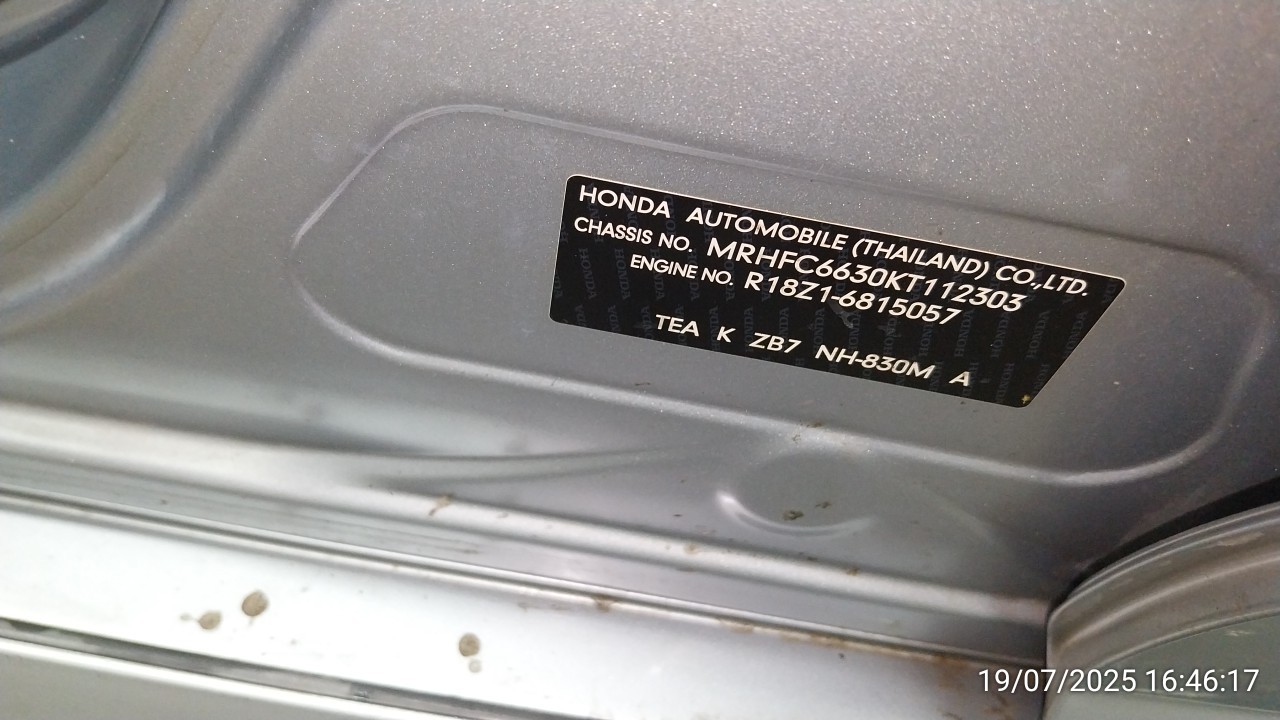 HONDA AUTOMOBILE (THAILAND) CO.,LTD.
CHASSIS NO. MRHFC6630KT112303
ENGINE NO. R18Z1-6815057
TEA K ZB7 NH-830M A
19/07/2025 16:46:17